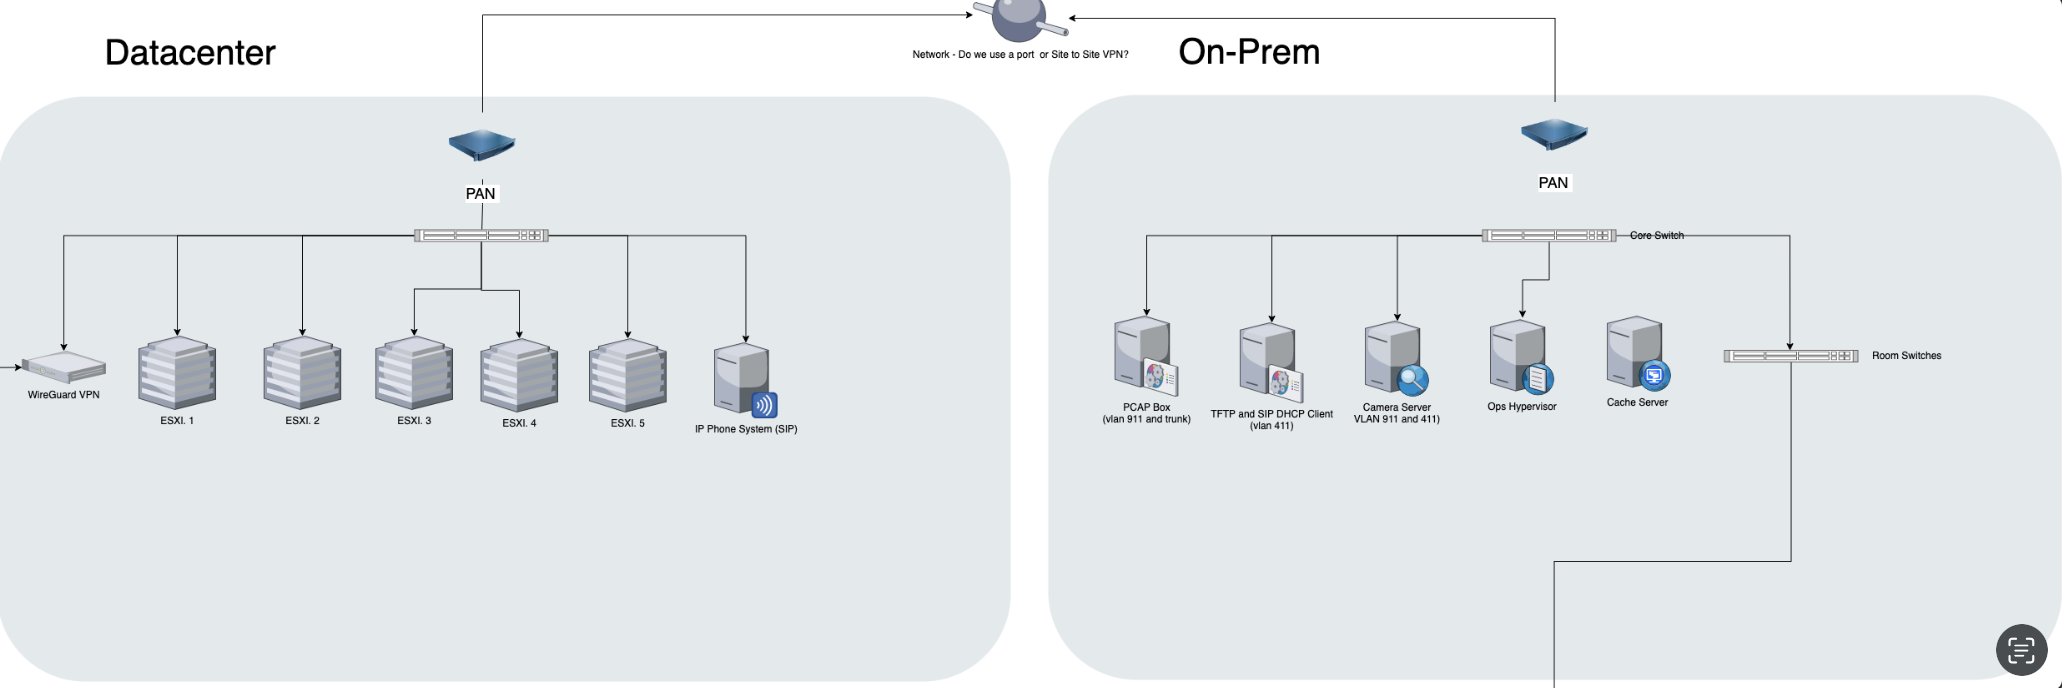 Datacenter
Network - Do we use a port  or Site to Site VPN?
On-Prem
PAN
PAN
Core Switch
WireGuard VPN
ESXI. 1
ESXI. 2
ESXI. 3
ESXI. 4
ESXI. 5
IP Phone System (SIP)
PCAP Box
(vlan 911 and trunk)
TFTP and SIP DHCP Client
(vlan 411)
Camera Server
VLAN 911 and 411)
Ops Hypervisor
Cache Server
Room Switches